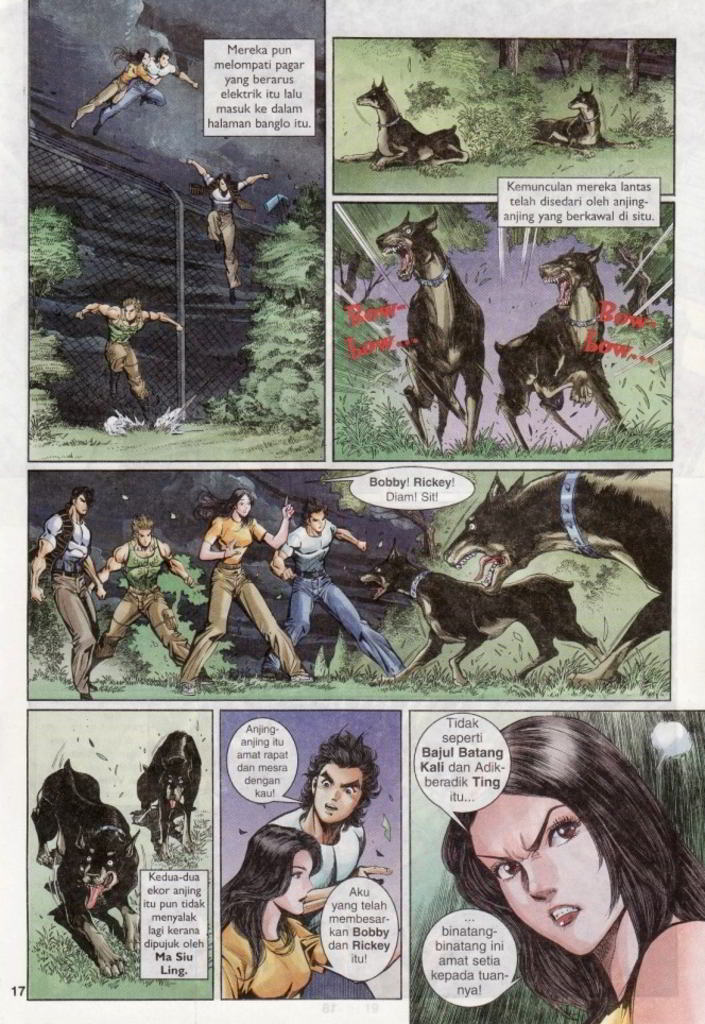 Mereka pun
melompati pagar
yang berarus
elektrik itu lalu
masuk ke dalam
halaman banglo itu.
Kemunculan mereka lantas
telah disedari oleh anjing-
anjing yang berkawal di situ.
Bow-
bow....
Bow-
bow....
Bobby! Rickey!
Diam! Sit!
Kedua-dua
ekor anjing
itu pun tidak
menyalak
lagi kerana
dipujuk oleh
Ma Siu
Ling.
Anjing-
anjing itu
amat rapat
dan mesra
dengan
kau!
Aku
yang telah
membesar-
kan Bobby
dan Rickey
itu!
Tidak
seperti
Bajul Batang
Kali dan Adik-
beradik Ting
itu...
...
binatang-
binatang ini
amat setia
kepada tuan-
nya!
17